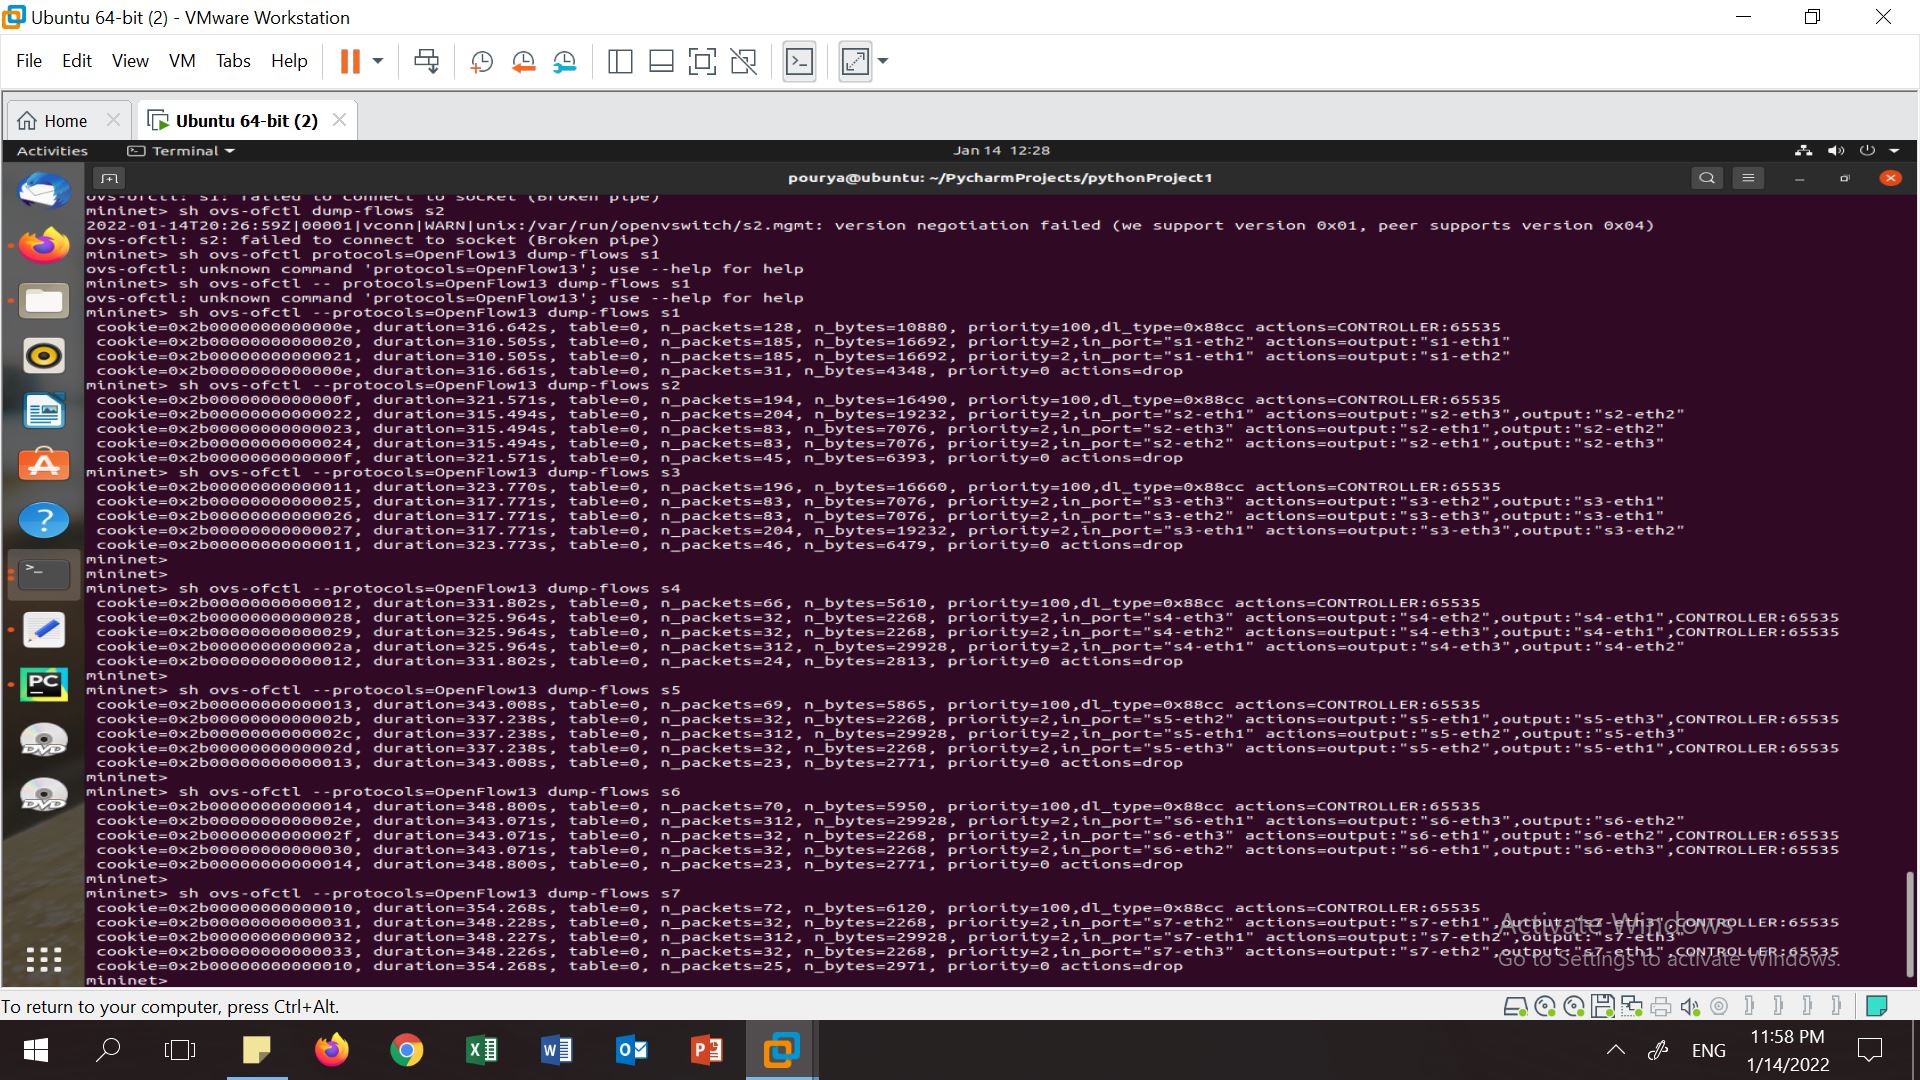 Ubuntu 64-bit (2) - VMware Workstation
File Edit View VM Tabs Help
Home Ubuntu 64-bit (2)
Activities Terminal Jan 14 12:28
pourya@ubuntu: ~/PycharmProjects/pythonProject1
ovs-ofctl: s1: failed to connect to socket (Broken pipe)
mininet> sh ovs-ofctl dump-flows s2
2022-01-14T20:26:59Z|00001|vconn|WARN|unix:/var/run/openvswitch/s2.mgmt: version negotiation failed (we support version 0x01, peer supports version 0x04)
ovs-ofctl: s2: failed to connect to socket (Broken pipe)
mininet> sh ovs-ofctl protocols=OpenFlow13 dump-flows s1
ovs-ofctl: unknown command 'protocols=OpenFlow13'; use --help for help
mininet> sh ovs-ofctl -- protocols=OpenFlow13 dump-flows s1
ovs-ofctl: unknown command 'protocols=OpenFlow13'; use --help for help
mininet> sh ovs-ofctl --protocols=OpenFlow13 dump-flows s1
cookie=0x2b0000000000000e, duration=316.642s, table=0, n_packets=128, n_bytes=10880, priority=100,dl_type=0x88cc actions=CONTROLLER:65535
cookie=0x2b00000000000020, duration=310.505s, table=0, n_packets=185, n_bytes=16692, priority=2,in_port="s1-eth2" actions=output:"s1-eth1"
cookie=0x2b00000000000021, duration=310.505s, table=0, n_packets=185, n_bytes=16692, priority=2,in_port="s1-eth1" actions=output:"s1-eth2"
cookie=0x2b0000000000000e, duration=316.661s, table=0, n_packets=31, n_bytes=4348, priority=0 actions=drop
mininet> sh ovs-ofctl --protocols=OpenFlow13 dump-flows s2
cookie=0x2b0000000000000f, duration=321.571s, table=0, n_packets=194, n_bytes=16490, priority=100,dl_type=0x88cc actions=CONTROLLER:65535
cookie=0x2b00000000000022, duration=315.494s, table=0, n_packets=204, n_bytes=19232, priority=2,in_port="s2-eth1" actions=output:"s2-eth3",output:"s2-eth2"
cookie=0x2b00000000000023, duration=315.494s, table=0, n_packets=83, n_bytes=7076, priority=2,in_port="s2-eth3" actions=output:"s2-eth1",output:"s2-eth2"
cookie=0x2b00000000000024, duration=315.494s, table=0, n_packets=83, n_bytes=7076, priority=2,in_port="s2-eth2" actions=output:"s2-eth1",output:"s2-eth3"
cookie=0x2b0000000000000f, duration=321.571s, table=0, n_packets=45, n_bytes=6393, priority=0 actions=drop
mininet> sh ovs-ofctl --protocols=OpenFlow13 dump-flows s3
cookie=0x2b00000000000011, duration=323.770s, table=0, n_packets=196, n_bytes=16660, priority=100,dl_type=0x88cc actions=CONTROLLER:65535
cookie=0x2b00000000000025, duration=317.771s, table=0, n_packets=83, n_bytes=7076, priority=2,in_port="s3-eth3" actions=output:"s3-eth2",output:"s3-eth1"
cookie=0x2b00000000000026, duration=317.771s, table=0, n_packets=83, n_bytes=7076, priority=2,in_port="s3-eth2" actions=output:"s3-eth3",output:"s3-eth1"
cookie=0x2b00000000000027, duration=317.771s, table=0, n_packets=204, n_bytes=19232, priority=2,in_port="s3-eth1" actions=output:"s3-eth3",output:"s3-eth2"
cookie=0x2b00000000000011, duration=323.773s, table=0, n_packets=46, n_bytes=6479, priority=0 actions=drop
mininet>
mininet>
mininet> sh ovs-ofctl --protocols=OpenFlow13 dump-flows s4
cookie=0x2b00000000000012, duration=331.802s, table=0, n_packets=66, n_bytes=5610, priority=100,dl_type=0x88cc actions=CONTROLLER:65535
cookie=0x2b00000000000028, duration=325.964s, table=0, n_packets=32, n_bytes=2268, priority=2,in_port="s4-eth3" actions=output:"s4-eth2",output:"s4-eth1",CONTROLLER:65535
cookie=0x2b00000000000029, duration=325.964s, table=0, n_packets=32, n_bytes=2268, priority=2,in_port="s4-eth2" actions=output:"s4-eth3",output:"s4-eth1",CONTROLLER:65535
cookie=0x2b0000000000002a, duration=325.964s, table=0, n_packets=312, n_bytes=29928, priority=2,in_port="s4-eth1" actions=output:"s4-eth3",output:"s4-eth2"
cookie=0x2b00000000000012, duration=331.802s, table=0, n_packets=24, n_bytes=2813, priority=0 actions=drop
mininet>
mininet> sh ovs-ofctl --protocols=OpenFlow13 dump-flows s5
cookie=0x2b00000000000013, duration=343.008s, table=0, n_packets=69, n_bytes=5865, priority=100,dl_type=0x88cc actions=CONTROLLER:65535
cookie=0x2b0000000000002b, duration=337.238s, table=0, n_packets=32, n_bytes=2268, priority=2,in_port="s5-eth2" actions=output:"s5-eth1",output:"s5-eth3",CONTROLLER:65535
cookie=0x2b0000000000002c, duration=337.238s, table=0, n_packets=312, n_bytes=29928, priority=2,in_port="s5-eth1" actions=output:"s5-eth2",output:"s5-eth3"
cookie=0x2b0000000000002d, duration=337.238s, table=0, n_packets=32, n_bytes=2268, priority=2,in_port="s5-eth3" actions=output:"s5-eth2",output:"s5-eth1",CONTROLLER:65535
cookie=0x2b00000000000013, duration=343.008s, table=0, n_packets=23, n_bytes=2771, priority=0 actions=drop
mininet>
mininet> sh ovs-ofctl --protocols=OpenFlow13 dump-flows s6
cookie=0x2b00000000000014, duration=348.800s, table=0, n_packets=70, n_bytes=5950, priority=100,dl_type=0x88cc actions=CONTROLLER:65535
cookie=0x2b0000000000002e, duration=343.071s, table=0, n_packets=312, n_bytes=29928, priority=2,in_port="s6-eth1" actions=output:"s6-eth3",output:"s6-eth2"
cookie=0x2b0000000000002f, duration=343.071s, table=0, n_packets=32, n_bytes=2268, priority=2,in_port="s6-eth3" actions=output:"s6-eth1",output:"s6-eth2",CONTROLLER:65535
cookie=0x2b00000000000030, duration=343.071s, table=0, n_packets=32, n_bytes=2268, priority=2,in_port="s6-eth2" actions=output:"s6-eth1",output:"s6-eth3",CONTROLLER:65535
cookie=0x2b00000000000014, duration=348.800s, table=0, n_packets=23, n_bytes=2771, priority=0 actions=drop
mininet>
mininet> sh ovs-ofctl --protocols=OpenFlow13 dump-flows s7
cookie=0x2b00000000000010, duration=354.268s, table=0, n_packets=72, n_bytes=6120, priority=100,dl_type=0x88cc actions=CONTROLLER:65535
cookie=0x2b00000000000031, duration=348.228s, table=0, n_packets=32, n_bytes=2268, priority=2,in_port="s7-eth2" actions=output:"s7-eth1",output:"s7-eth3",CONTROLLER:65535
cookie=0x2b00000000000032, duration=348.227s, table=0, n_packets=312, n_bytes=29928, priority=2,in_port="s7-eth1" actions=output:"s7-eth2",output:"s7-eth3"
cookie=0x2b00000000000033, duration=348.226s, table=0, n_packets=32, n_bytes=2268, priority=2,in_port="s7-eth3" actions=output:"s7-eth2",output:"s7-eth1",CONTROLLER:65535
cookie=0x2b00000000000010, duration=354.268s, table=0, n_packets=25, n_bytes=2971, priority=0 actions=drop
mininet>
Activate Windows
Go to Settings to activate Windows.
To return to your computer, press Ctrl+Alt.
ENG
11:58 PM
1/14/2022